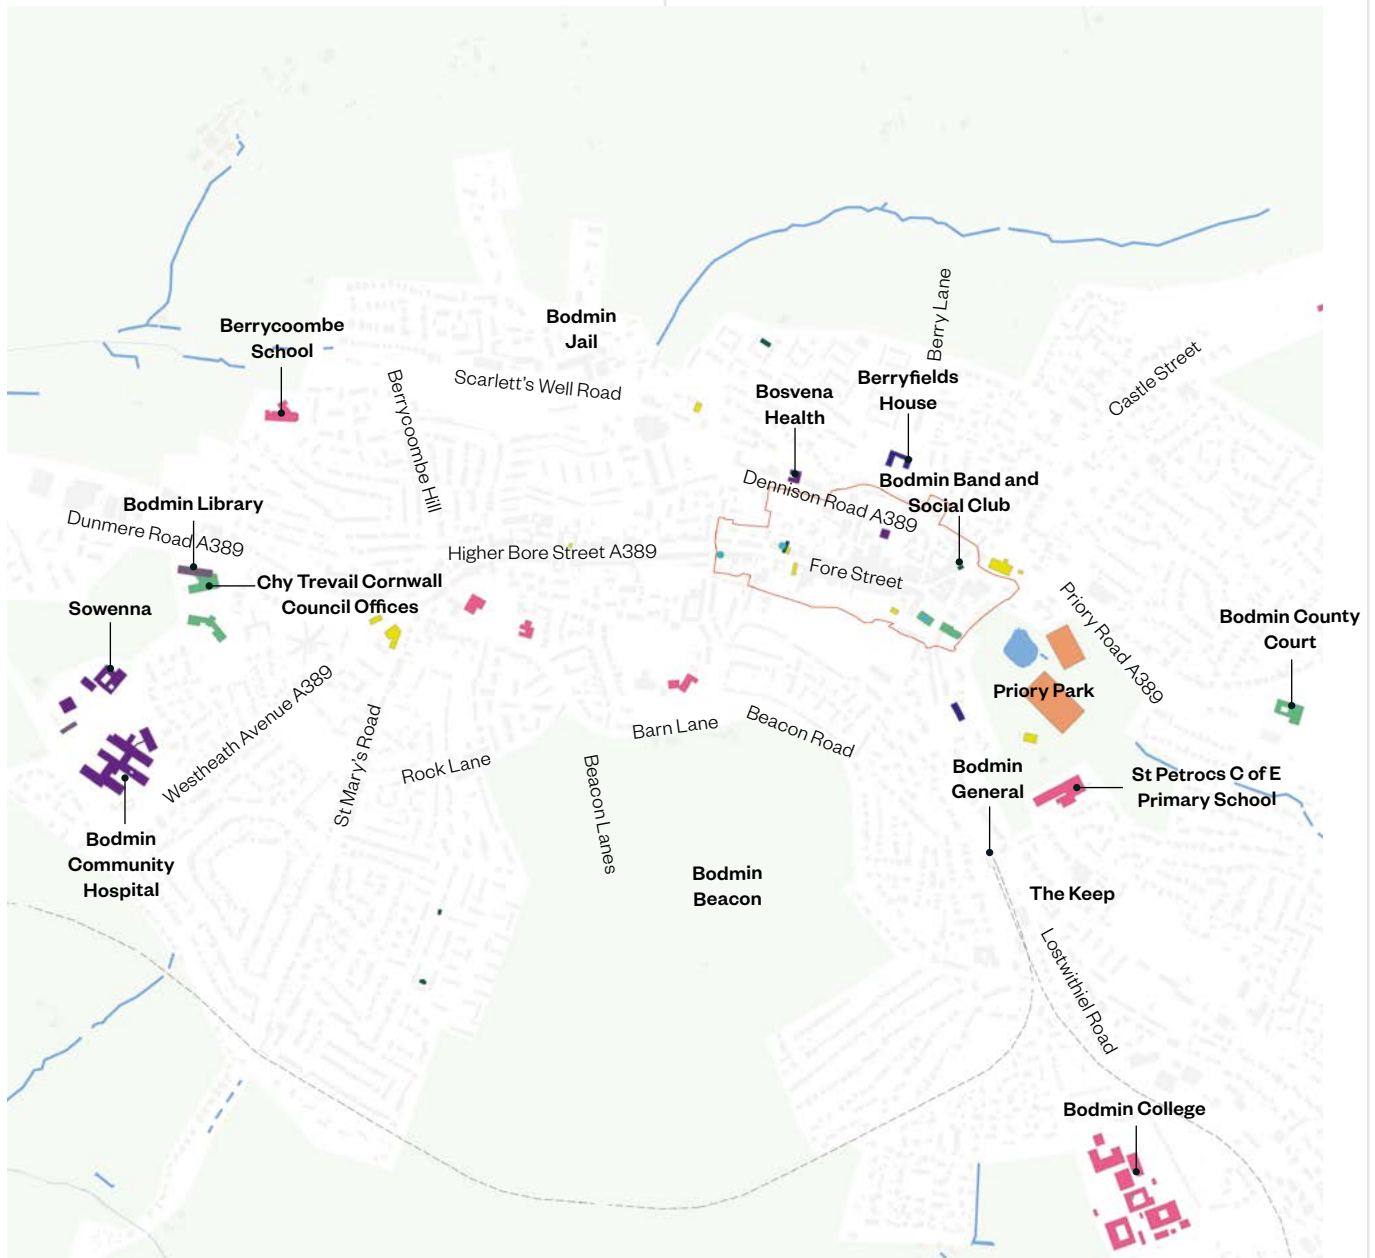 Berrycoombe
School
Bodmin
Jail
Berry Lane
Castle Street
Scarlett's Well Road
Berrycoombe Hill
Bosvena
Health
Berryfields
House
Dennison Road A389
Bodmin Band and
Social Club
Bodmin Library
Dunmere Road A389
Higher Bore Street A389
Fore Street
Chy Trevail Cornwall
Council Offices
Sowenna
Priory Road A389
Bodmin County
Court
Priory Park
Westheath Avenue A389
St Mary's Road
Rock Lane
Barn Lane
Beacon Road
Beacon Lanes
Bodmin
General
St Petrocs C of E
Primary School
Bodmin
Community
Hospital
Bodmin
Beacon
The Keep
Lostwithiel Road
Bodmin College